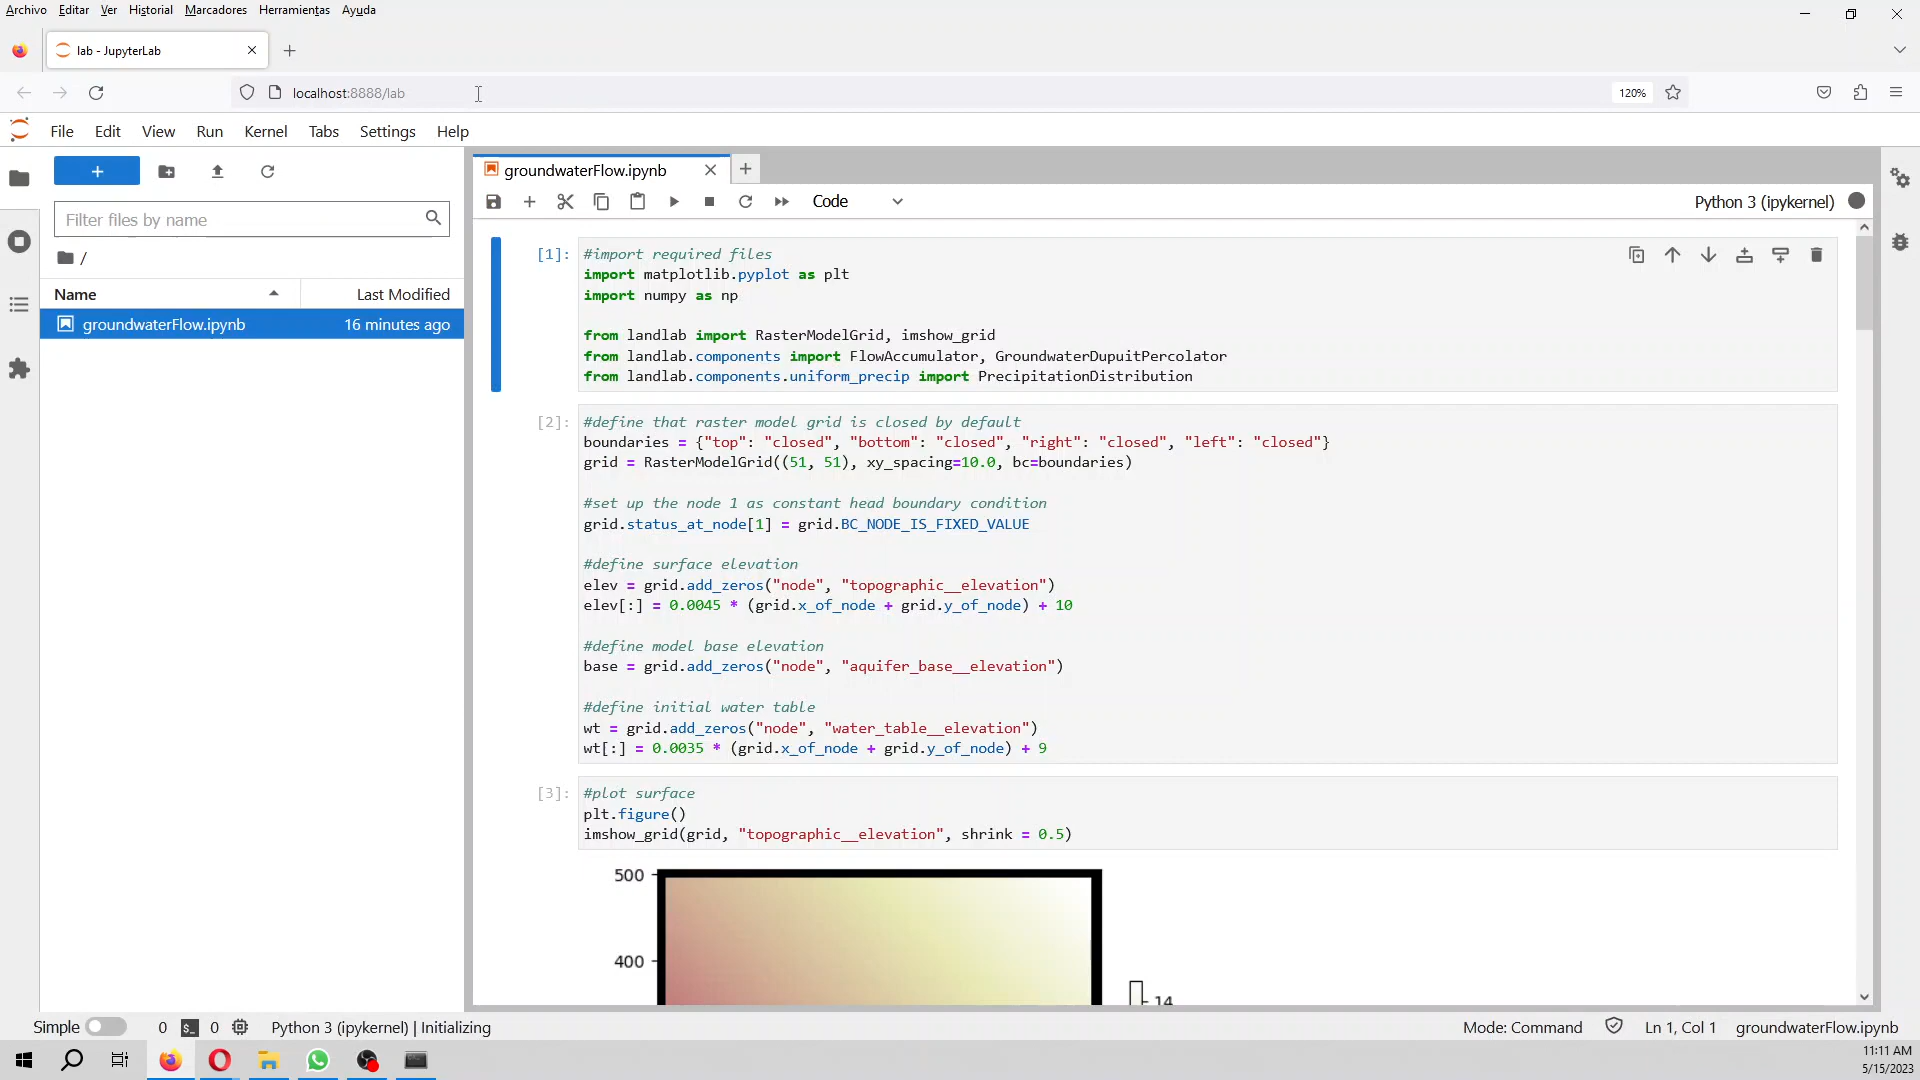 Archivo Editar Ver Historial Marcadores Herramientas Ayuda
lab - JupyterLab
localhost:8888/lab
120%
File Edit View Run Kernel Tabs Settings Help
groundwaterFlow.ipynb
Filter files by name
Code
Python 3 (ipykernel)
/
Name Last Modified
groundwaterFlow.ipynb 16 minutes ago
[1]:
#import required files
import matplotlib.pyplot as plt
import numpy as np
from landlab import RasterModelGrid, imshow_grid
from landlab.components import FlowAccumulator, GroundwaterDupuitPercolator
from landlab.components.uniform_precip import PrecipitationDistribution
[2]:
#define that raster model grid is closed by default
boundaries = {"top": "closed", "bottom": "closed", "right": "closed", "left": "closed"}
grid = RasterModelGrid((51, 51), xy_spacing=10.0, bc=boundaries)
#set up the node 1 as constant head boundary condition
grid.status_at_node[1] = grid.BC_NODE_IS_FIXED_VALUE
#define surface elevation
elev = grid.add_zeros("node", "topographic__elevation")
elev[:] = 0.0045 * (grid.x_of_node + grid.y_of_node) + 10
#define model base elevation
base = grid.add_zeros("node", "aquifer_base__elevation")
#define initial water table
wt = grid.add_zeros("node", "water_table__elevation")
wt[:] = 0.0035 * (grid.x_of_node + grid.y_of_node) + 9
[3]:
#plot surface
plt.figure()
imshow_grid(grid, "topographic__elevation", shrink = 0.5)
500
400
14
Simple 0 $_ 0 Python 3 (ipykernel) | Initializing Mode: Command Ln 1, Col 1 groundwaterFlow.ipynb
11:11 AM
5/15/2023